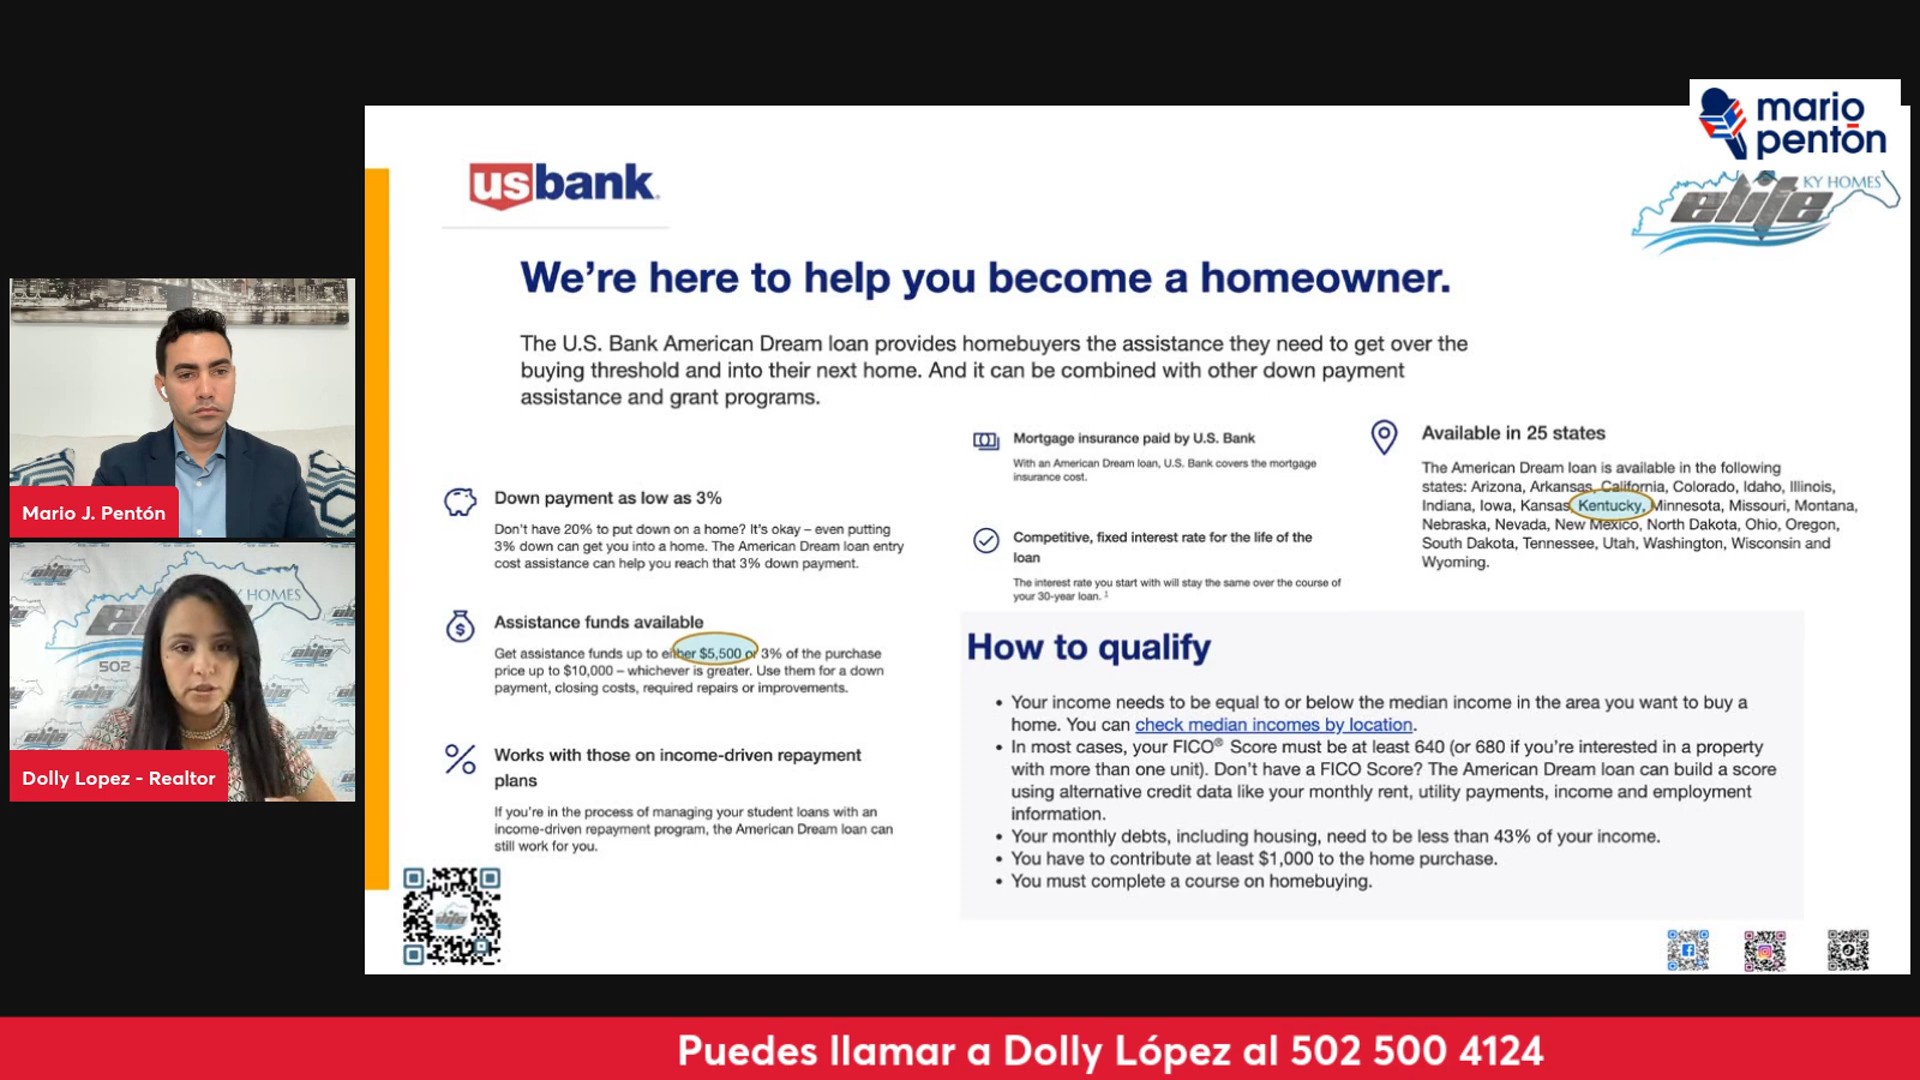 mario
pentón
KY HOMES
elite
usbank.
We're here to help you become a homeowner.
The U.S. Bank American Dream loan provides homebuyers the assistance they need to get over the
buying threshold and into their next home. And it can be combined with other down payment
assistance and grant programs.
Down payment as low as 3%
Don't have 20% to put down on a home? It's okay – even putting
3% down can get you into a home. The American Dream loan entry
cost assistance can help you reach that 3% down payment.
Assistance funds available
Get assistance funds up to either $5,500 or 3% of the purchase
price up to $10,000 – whichever is greater. Use them for a down
payment, closing costs, required repairs or improvements.
Works with those on income-driven repayment
plans
If you're in the process of managing your student loans with an
income-driven repayment program, the American Dream loan can
still work for you.
Mortgage insurance paid by U.S. Bank
With an American Dream loan, U.S. Bank covers the mortgage
insurance cost.
Competitive, fixed interest rate for the life of the
loan
The interest rate you start with will stay the same over the course of
your 30-year loan. 1
Available in 25 states
The American Dream loan is available in the following
states: Arizona, Arkansas, California, Colorado, Idaho, Illinois,
Indiana, Iowa, Kansas, Kentucky, Minnesota, Missouri, Montana,
Nebraska, Nevada, New Mexico, North Dakota, Ohio, Oregon,
South Dakota, Tennessee, Utah, Washington, Wisconsin and
Wyoming.
How to qualify
• Your income needs to be equal to or below the median income in the area you want to buy a
home. You can check median incomes by location.
• In most cases, your FICO® Score must be at least 640 (or 680 if you're interested in a property
with more than one unit). Don't have a FICO Score? The American Dream loan can build a score
using alternative credit data like your monthly rent, utility payments, income and employment
information.
• Your monthly debts, including housing, need to be less than 43% of your income.
• You have to contribute at least $1,000 to the home purchase.
• You must complete a course on homebuying.
Mario J. Pentón
elite
HOMES
502 -
Dolly Lopez - Realtor
Puedes llamar a Dolly López al 502 500 4124